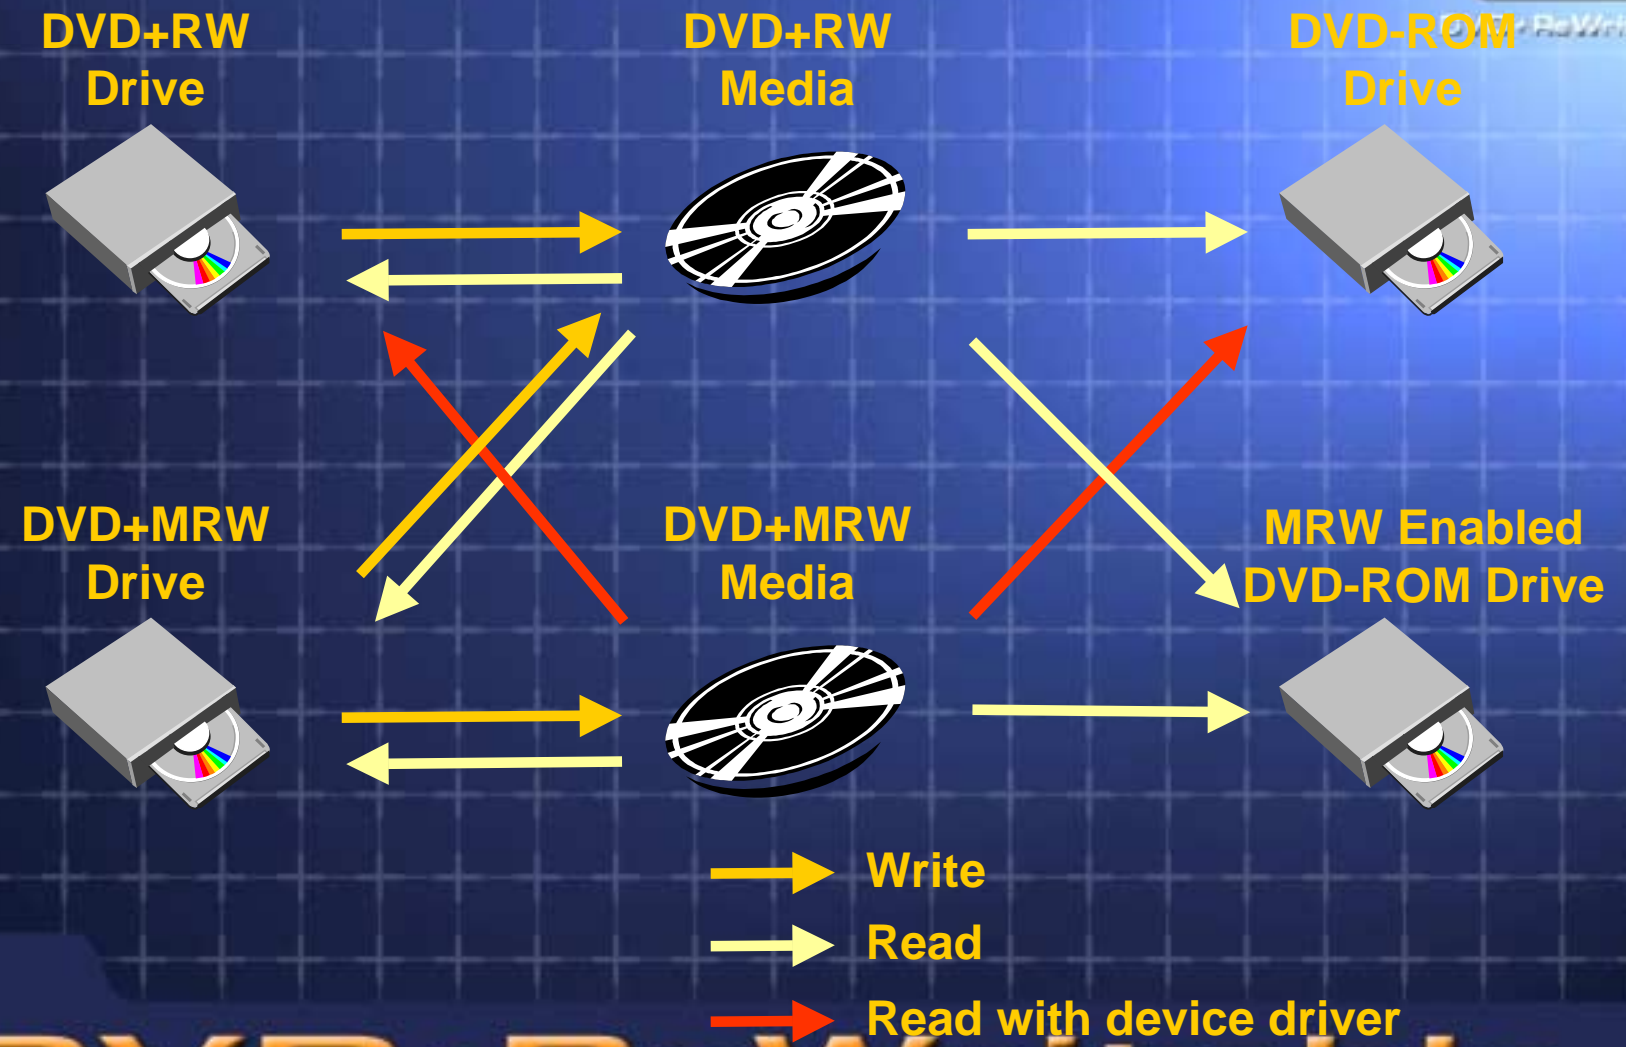 DVD+RW
Drive
DVD+RW
Media
DVD-ROM
Drive
DVD+MRW
Drive
DVD+MRW
Media
MRW Enabled
DVD-ROM Drive
Write
Read
Read with device driver